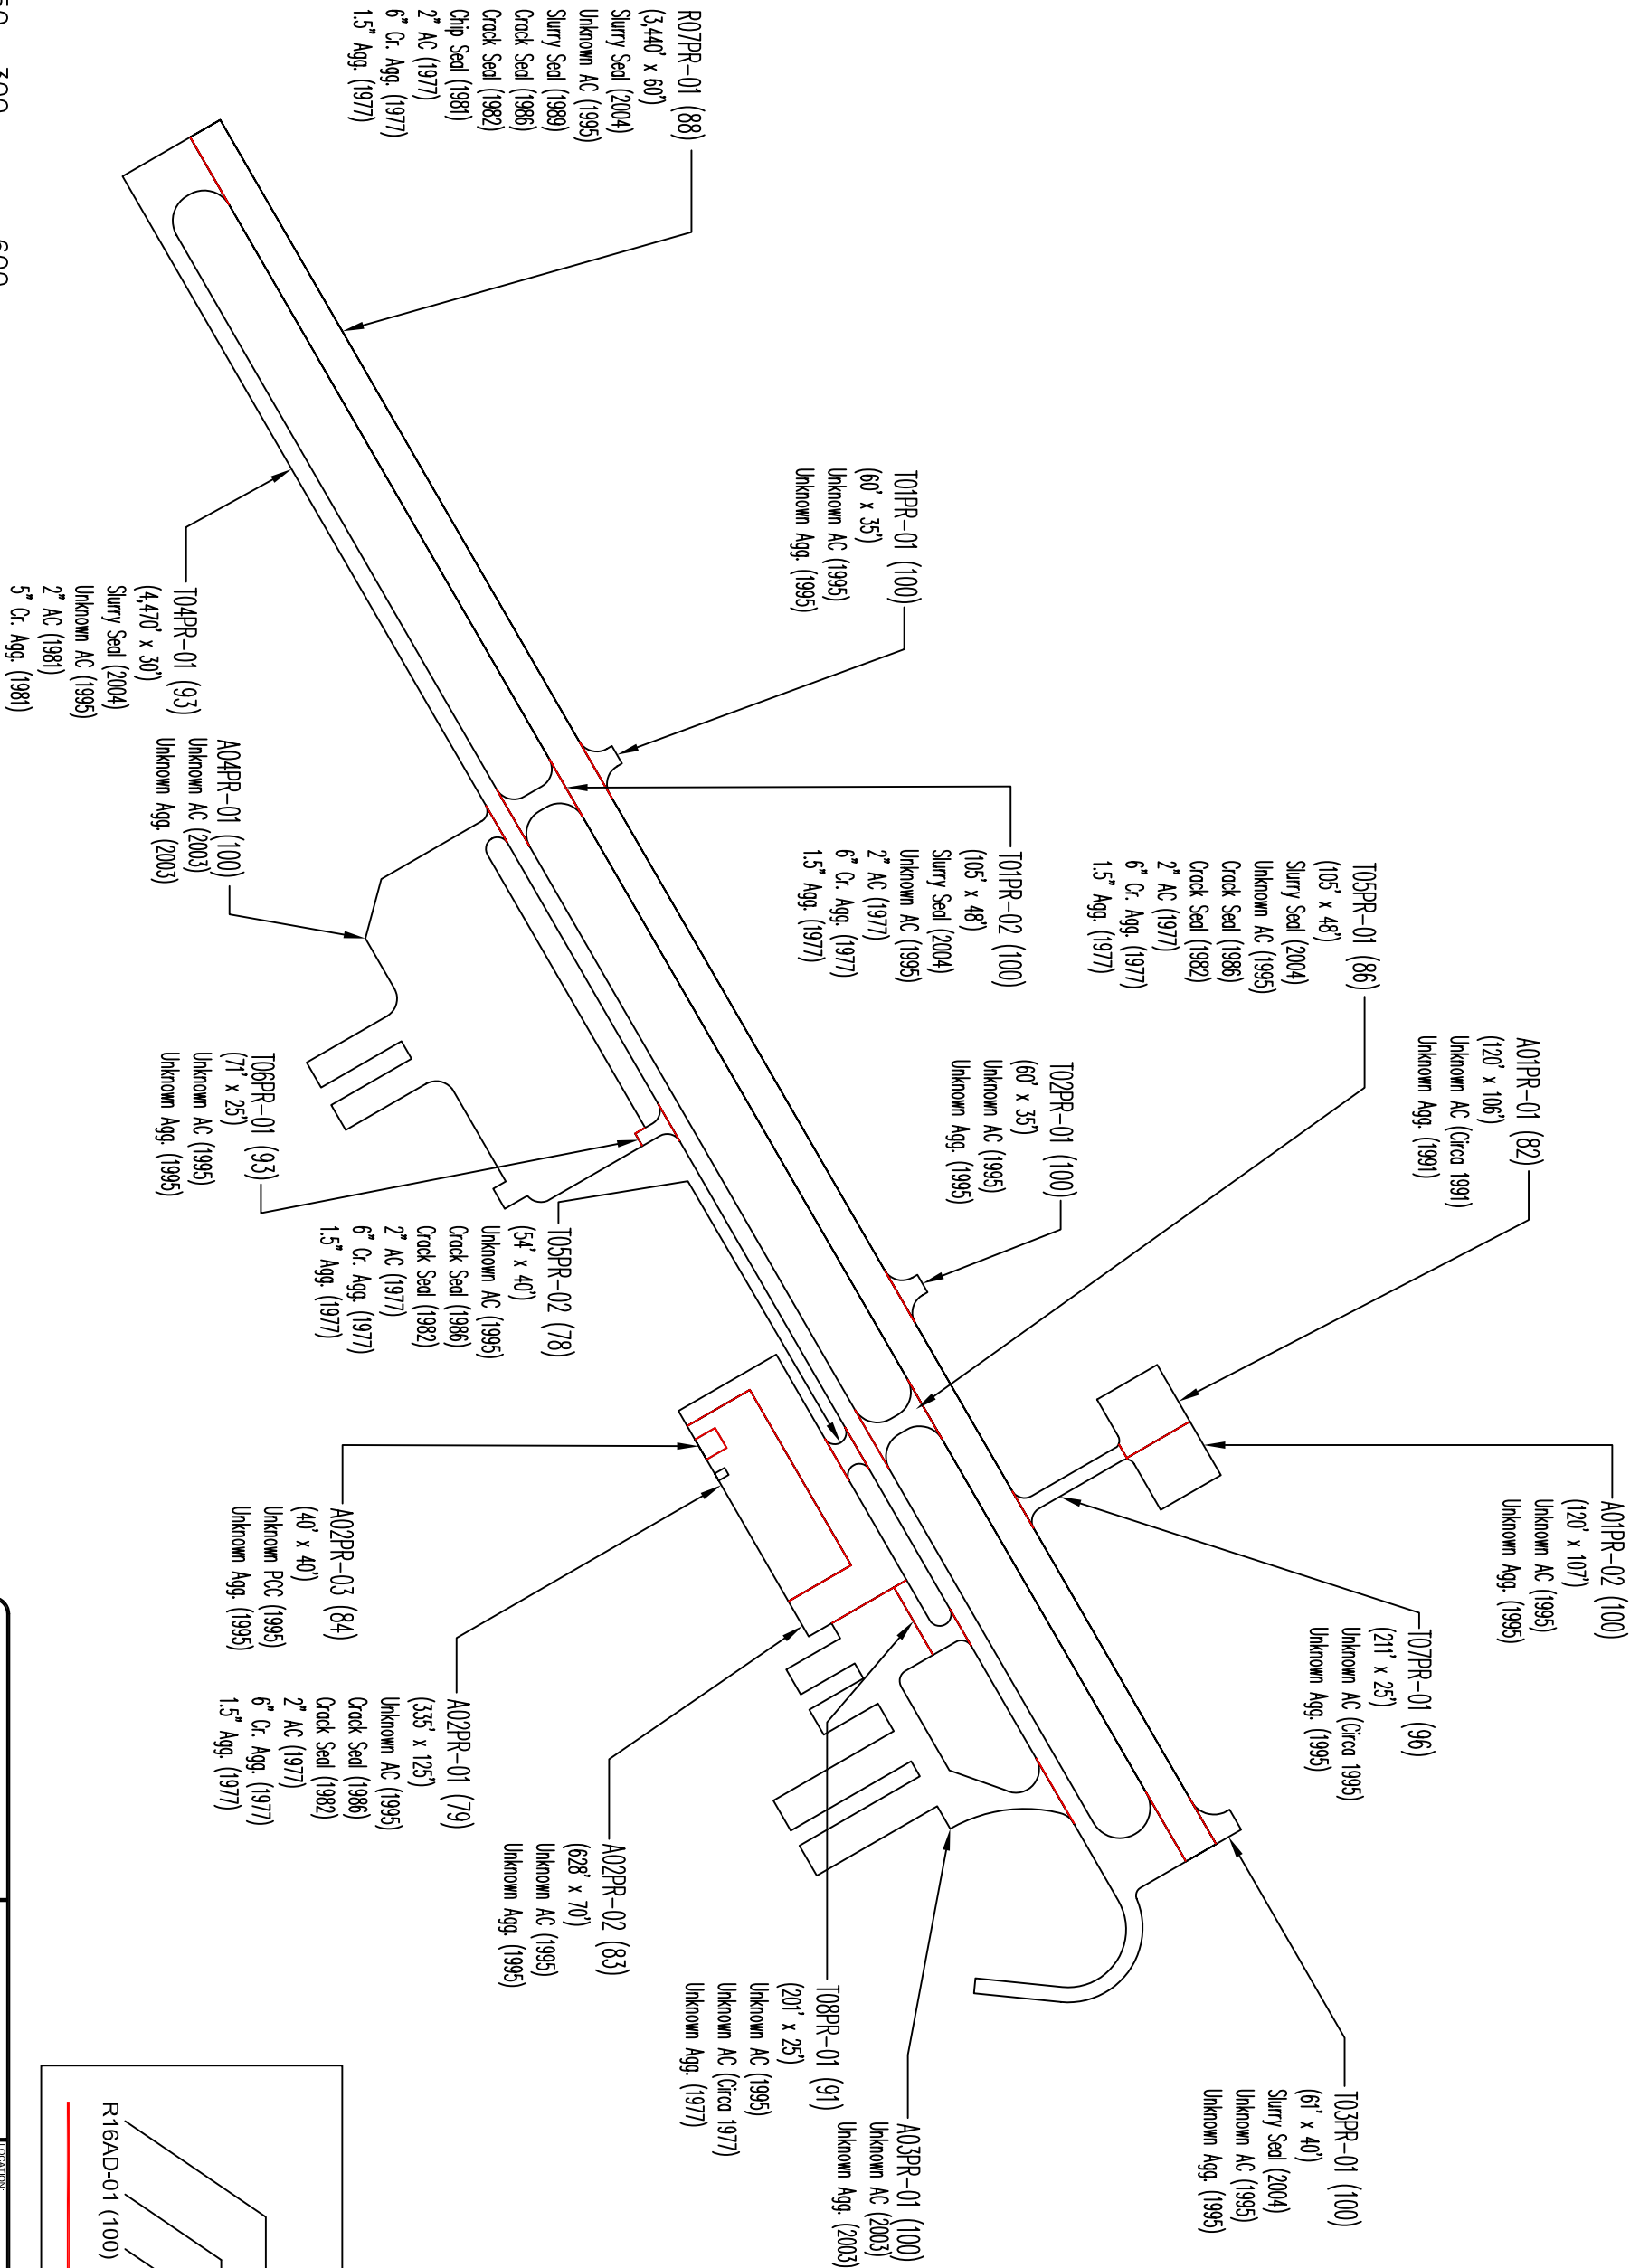 R07PR-01 (88)
(3,440' x 60')
Slurry Seal (2004)
Unknown AC (1995)
Slurry Seal (1989)
Crack Seal (1986)
Crack Seal (1982)
Chip Seal (1981)
2" AC (1977)
6" Cr. Agg. (1977)
1.5" Agg. (1977)
T01PR-01 (100)
(60' x 35')
Unknown AC (1995)
Unknown Agg. (1995)
T04PR-01 (93)
(4,470' x 30')
Slurry Seal (2004)
Unknown AC (1995)
2" AC (1981)
5" Cr. Agg. (1981)
A04PR-01 (100)
Unknown AC (2003)
Unknown Agg. (2003)
T01PR-02 (100)
(105' x 48')
Slurry Seal (2004)
Unknown AC (1995)
2" AC (1977)
6" Cr. Agg. (1977)
1.5" Agg. (1977)
T05PR-01 (86)
(105' x 48')
Slurry Seal (2004)
Unknown AC (1995)
Crack Seal (1986)
Crack Seal (1982)
2" AC (1977)
6" Cr. Agg. (1977)
1.5" Agg. (1977)
A01PR-01 (82)
(120' x 106')
Unknown AC (Circa 1991)
Unknown Agg. (1991)
T02PR-01 (100)
(60' x 35')
Unknown AC (1995)
Unknown Agg. (1995)
T06PR-01 (93)
(71' x 25')
Unknown AC (1995)
Unknown Agg. (1995)
T05PR-02 (78)
(54' x 40')
Unknown AC (1995)
Crack Seal (1986)
Crack Seal (1982)
2" AC (1977)
6" Cr. Agg. (1977)
1.5" Agg. (1977)
A01PR-02 (100)
(120' x 107')
Unknown AC (1995)
Unknown Agg. (1995)
T07PR-01 (96)
(211' x 25')
Unknown AC (Circa 1995)
Unknown Agg. (1995)
A02PR-03 (84)
(40' x 40')
Unknown PCC (1995)
Unknown Agg. (1995)
A02PR-01 (79)
(335' x 125')
Unknown AC (1995)
Crack Seal (1986)
Crack Seal (1982)
2" AC (1977)
6" Cr. Agg. (1977)
1.5" Agg. (1977)
A02PR-02 (83)
(628' x 70')
Unknown AC (1995)
Unknown Agg. (1995)
T08PR-01 (91)
(201' x 25')
Unknown AC (1995)
Unknown AC (Circa 1977)
Unknown Agg. (1977)
A03PR-01 (100)
Unknown AC (2003)
Unknown Agg. (2003)
T03PR-01 (100)
(61' x 40')
Slurry Seal (2004)
Unknown AC (1995)
Unknown Agg. (1995)
R16AD-01 (100)
LOCATION:
300
600